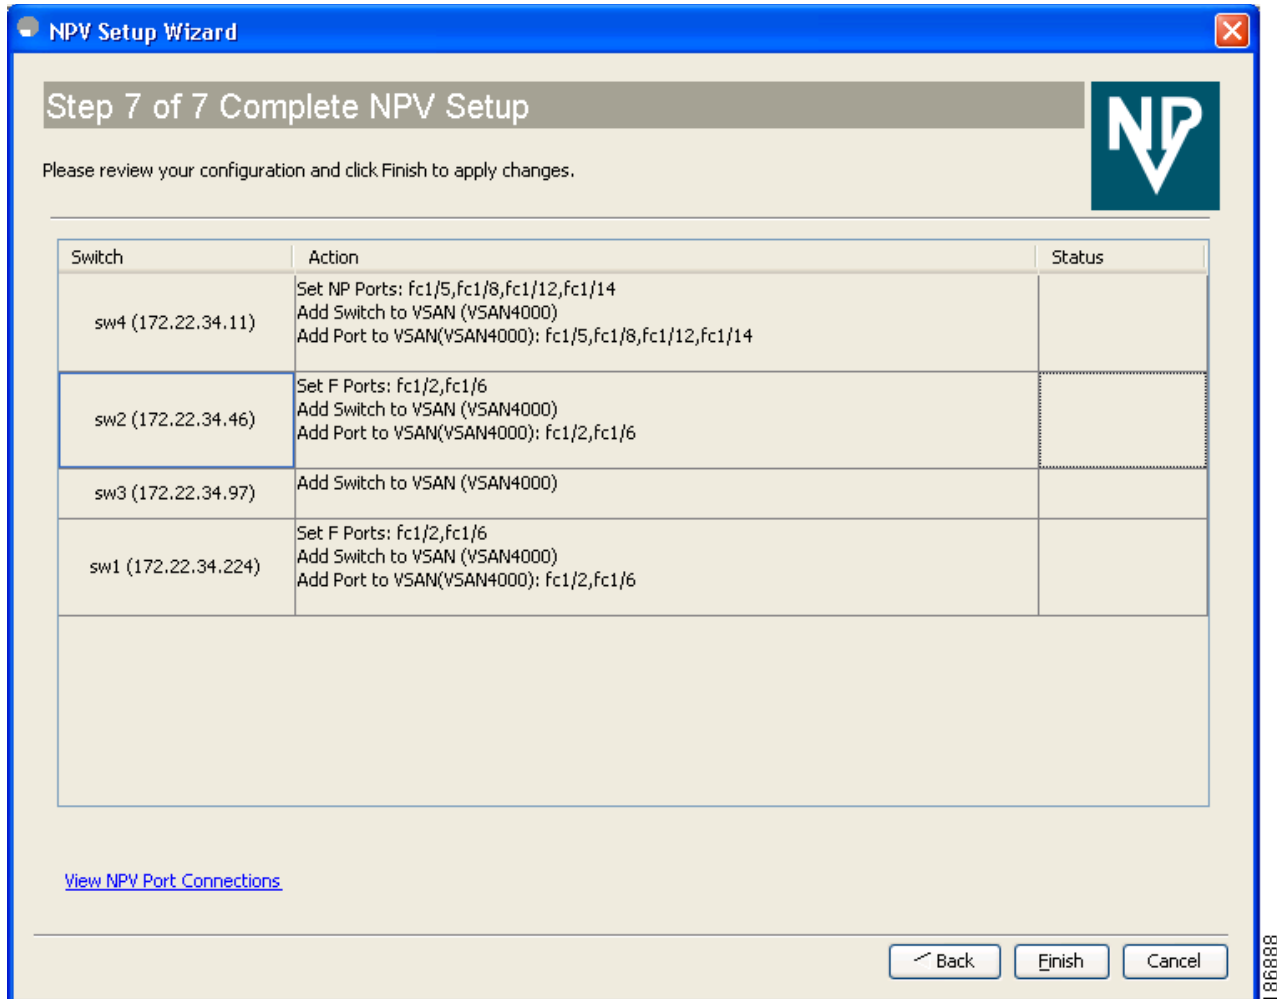 NPV Setup Wizard
Step 7 of 7 Complete NPV Setup
NPV
Please review your configuration and click Finish to apply changes.
Switch Action Status
sw4 (172.22.34.11)
Set NP Ports: fc1/5,fc1/8,fc1/12,fc1/14
Add Switch to VSAN (VSAN4000)
Add Port to VSAN(VSAN4000): fc1/5,fc1/8,fc1/12,fc1/14
sw2 (172.22.34.46)
Set F Ports: fc1/2,fc1/6
Add Switch to VSAN (VSAN4000)
Add Port to VSAN(VSAN4000): fc1/2,fc1/6
sw3 (172.22.34.97)
Add Switch to VSAN (VSAN4000)
sw1 (172.22.34.224)
Set F Ports: fc1/2,fc1/6
Add Switch to VSAN (VSAN4000)
Add Port to VSAN(VSAN4000): fc1/2,fc1/6
View NPV Port Connections
Back Finish Cancel
186888